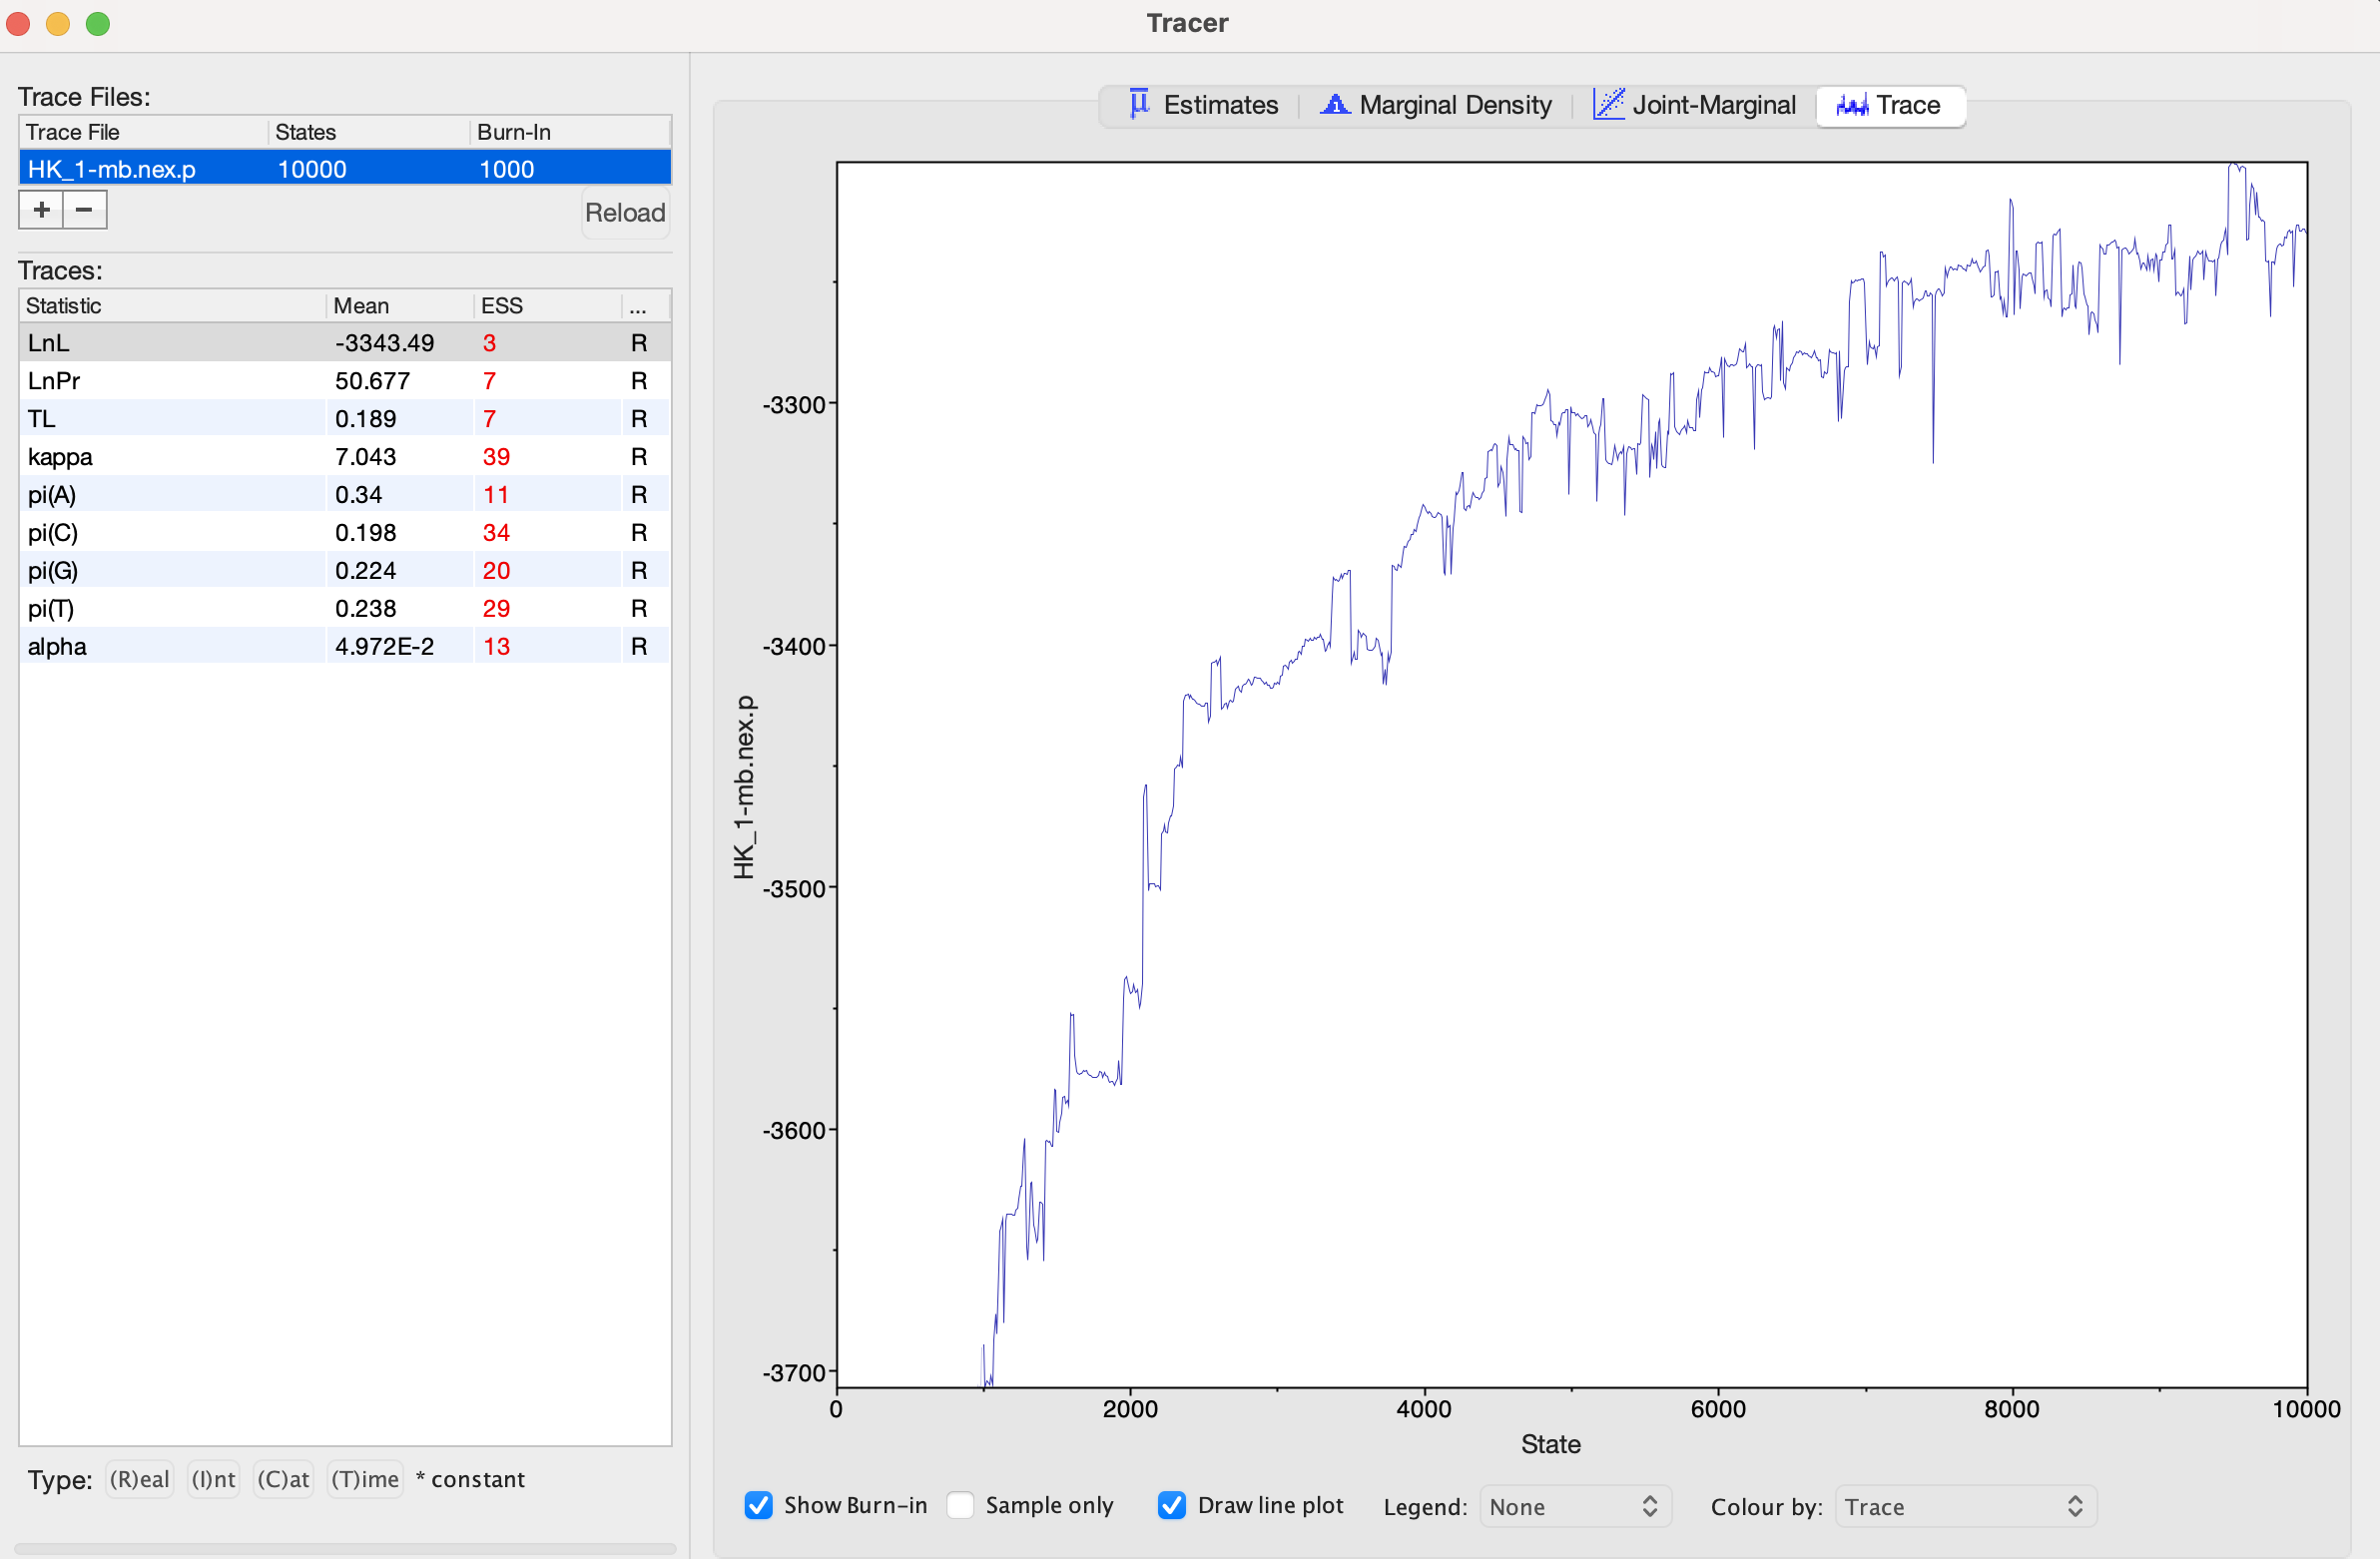 Tracer
Trace Files:
Trace File States Burn-In
HK_1-mb.nex.p 10000 1000
+ −
Reload
Traces:
Statistic Mean ESS ...
LnL -3343.49 3 R
LnPr 50.677 7 R
TL 0.189 7 R
kappa 7.043 39 R
pi(A) 0.34 11 R
pi(C) 0.198 34 R
pi(G) 0.224 20 R
pi(T) 0.238 29 R
alpha 4.972E-2 13 R
Type: (R)eal (I)nt (C)at (T)ime * constant
Estimates Marginal Density Joint-Marginal Trace
-3300
-3400
-3500
-3600
-3700
HK_1-mb.nex.p
0 2000 4000 6000 8000 10000
State
Show Burn-in Sample only Draw line plot Legend: None Colour by: Trace